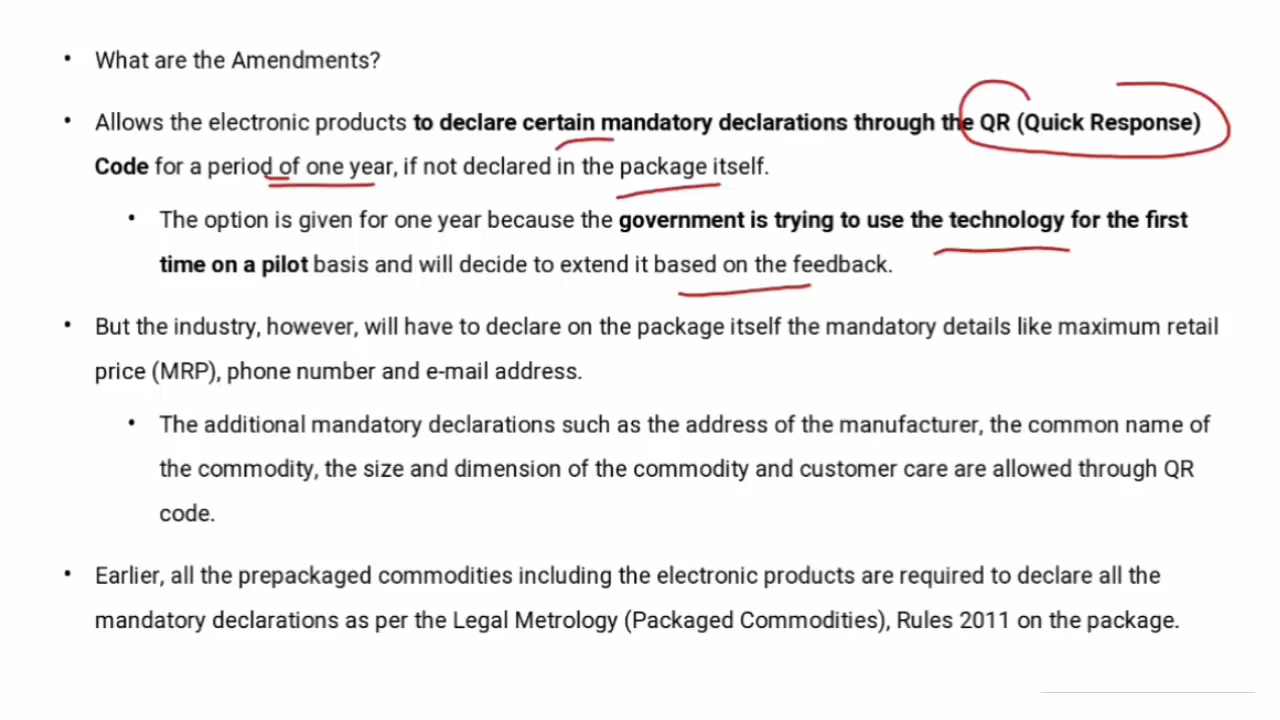 • What are the Amendments?
• Allows the electronic products to declare certain mandatory declarations through the QR (Quick Response)
Code for a period of one year, if not declared in the package itself.
• The option is given for one year because the government is trying to use the technology for the first
time on a pilot basis and will decide to extend it based on the feedback.
• But the industry, however, will have to declare on the package itself the mandatory details like maximum retail
price (MRP), phone number and e-mail address.
• The additional mandatory declarations such as the address of the manufacturer, the common name of
the commodity, the size and dimension of the commodity and customer care are allowed through QR
code.
• Earlier, all the prepackaged commodities including the electronic products are required to declare all the
mandatory declarations as per the Legal Metrology (Packaged Commodities), Rules 2011 on the package.